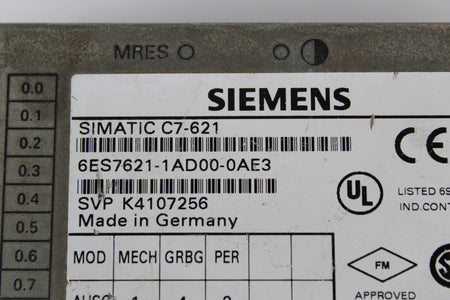 MRES
SIEMENS
SIMATIC C7-621
6ES7621-1AD00-0AE3
SVP K4107256
Made in Germany
0.0
0.1
0.2
0.3
0.4
0.5
0.6
0.7
CE
UL
LISTED
IND.CONT
MOD MECH GRBG PER
FM
APPROVED